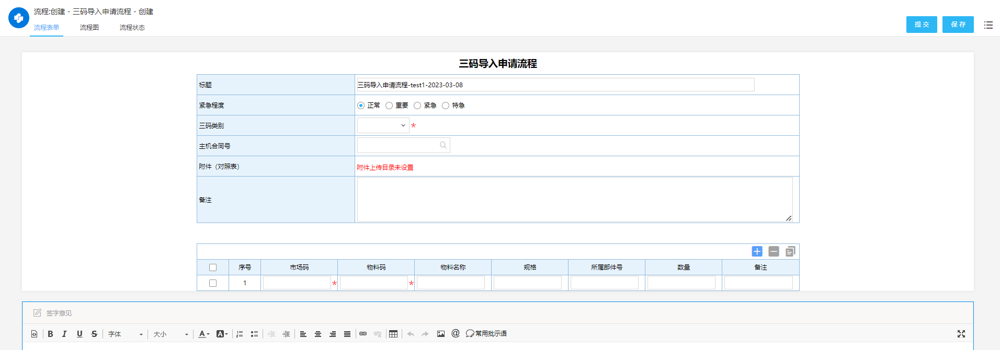 流程:创建 - 三码导入申请流程 - 创建
流程表单 流程图 流程状态
提交 保存
三码导入申请流程
标题 三码导入申请流程-test1-2023-03-08
紧急程度 正常 重要 紧急 特急
三码类别 *
主机合同号
附件（对照表） 附件上传目录未设置
备注
序号 市场码 物料码 物料名称 规格 所属部件号 数量 备注
1 * *
签字意见
B I U S 字体 大小 A A @ 常用批示语